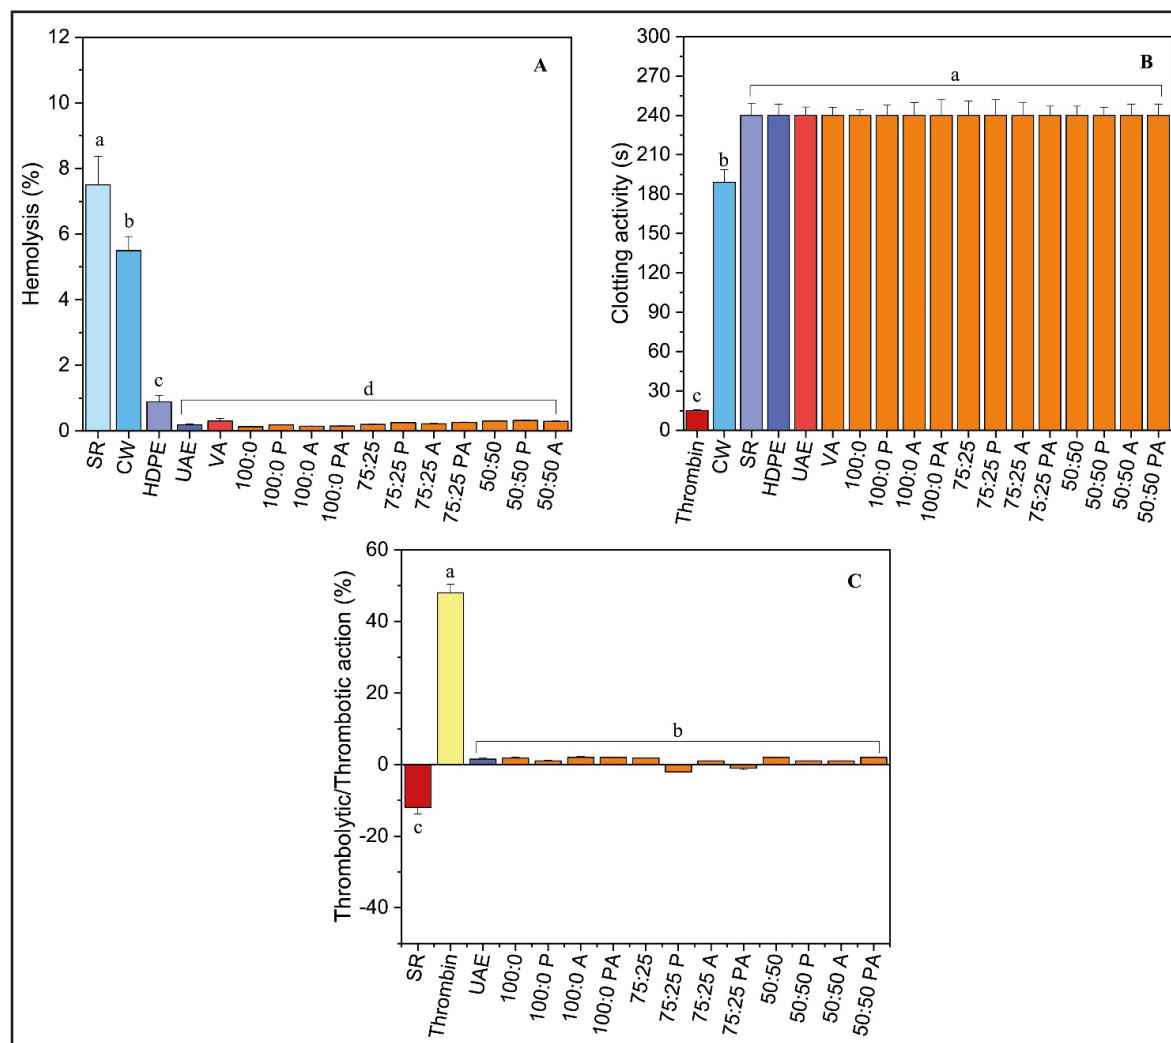 A
Hemolysis (%)
12
10
8
6
4
2
0
a
b
c
d
SR
CW
HDPE
UAE
VA
100:0
100:0 P
100:0 A
100:0 PA
75:25
75:25 P
75:25 A
75:25 PA
50:50
50:50 P
50:50 A
B
Clotting activity (s)
300
270
240
210
180
150
120
90
60
30
0
a
b
c
Thrombin
CW
SR
HDPE
UAE
VA
100:0
100:0 P
100:0 A
100:0 PA
75:25
75:25 P
75:25 A
75:25 PA
50:50
50:50 P
50:50 A
50:50 PA
C
Thrombolytic/Thrombotic action (%)
60
40
20
0
-20
-40
a
b
c
SR
Thrombin
UAE
100:0
100:0 P
100:0 A
100:0 PA
75:25
75:25 P
75:25 A
75:25 PA
50:50
50:50 P
50:50 A
50:50 PA